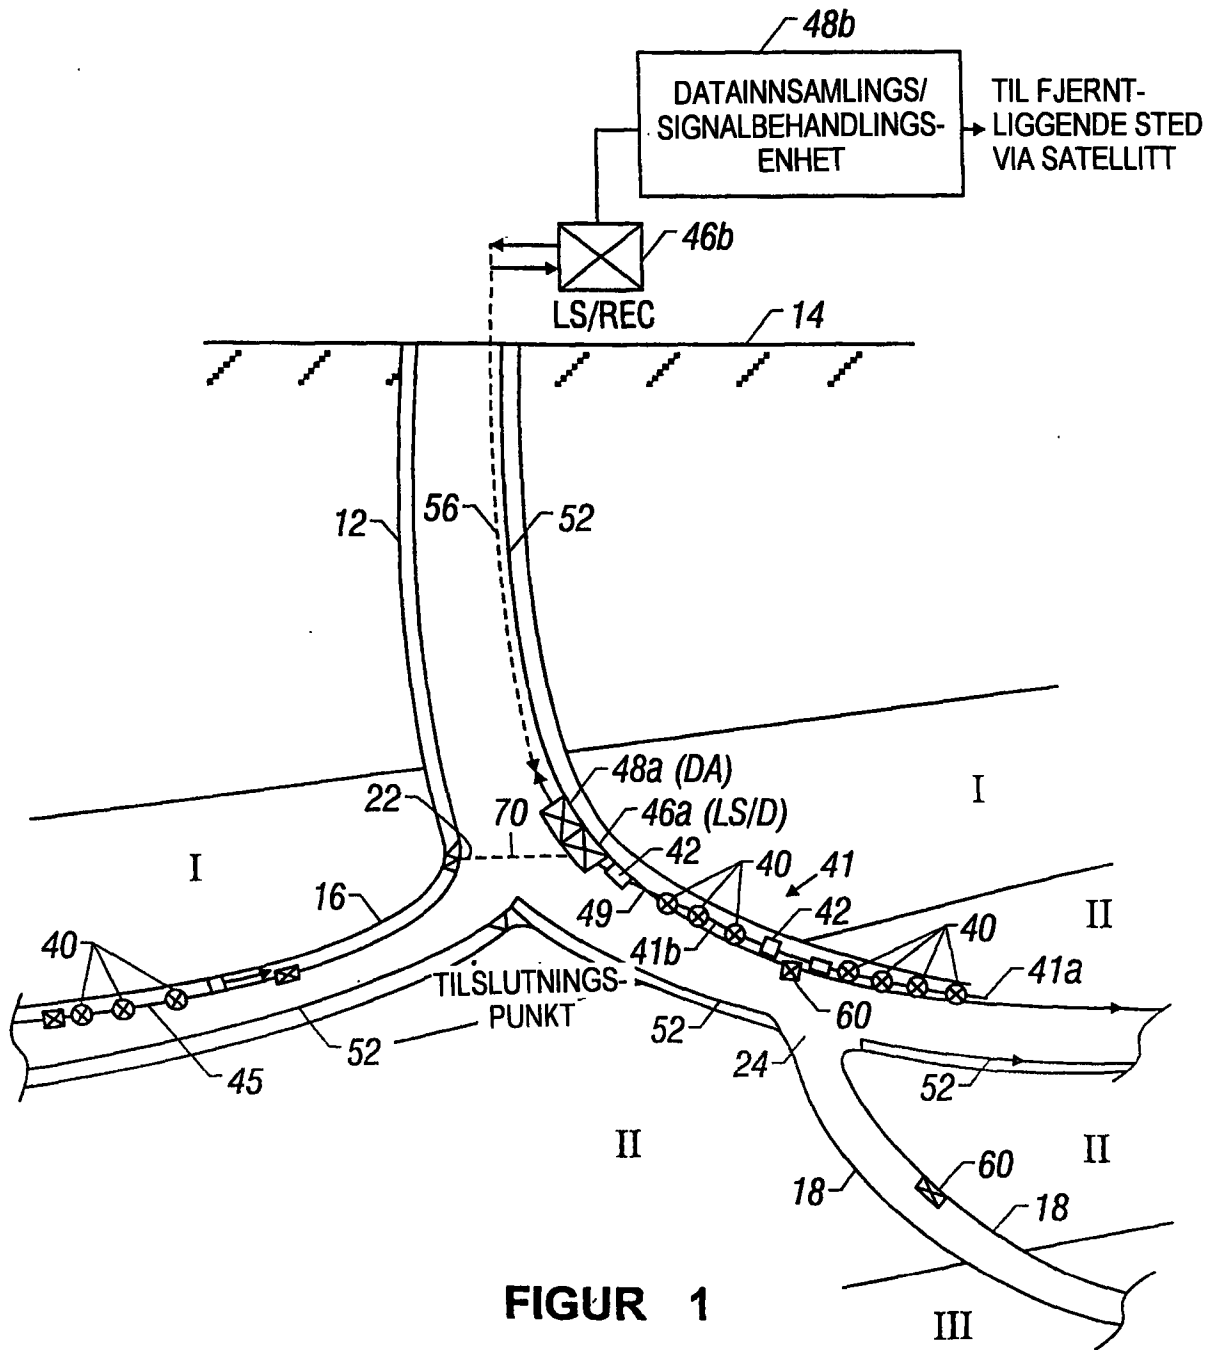 48b
DATAINNSAMLINGS/
SIGNALBEHANDLINGS-
ENHET
TIL FJERNT-
LIGGENDE STED
VIA SATELLITT
46b
LS/REC
14
12
56
52
48a (DA)
I
22
70
46a (LS/D)
42
40
41
I
16
49
42
40
II
40
41b
41a
TILSLUTNINGS-
PUNKT
52
60
52
45
24
52
II
II
18
60
18
FIGUR 1
III